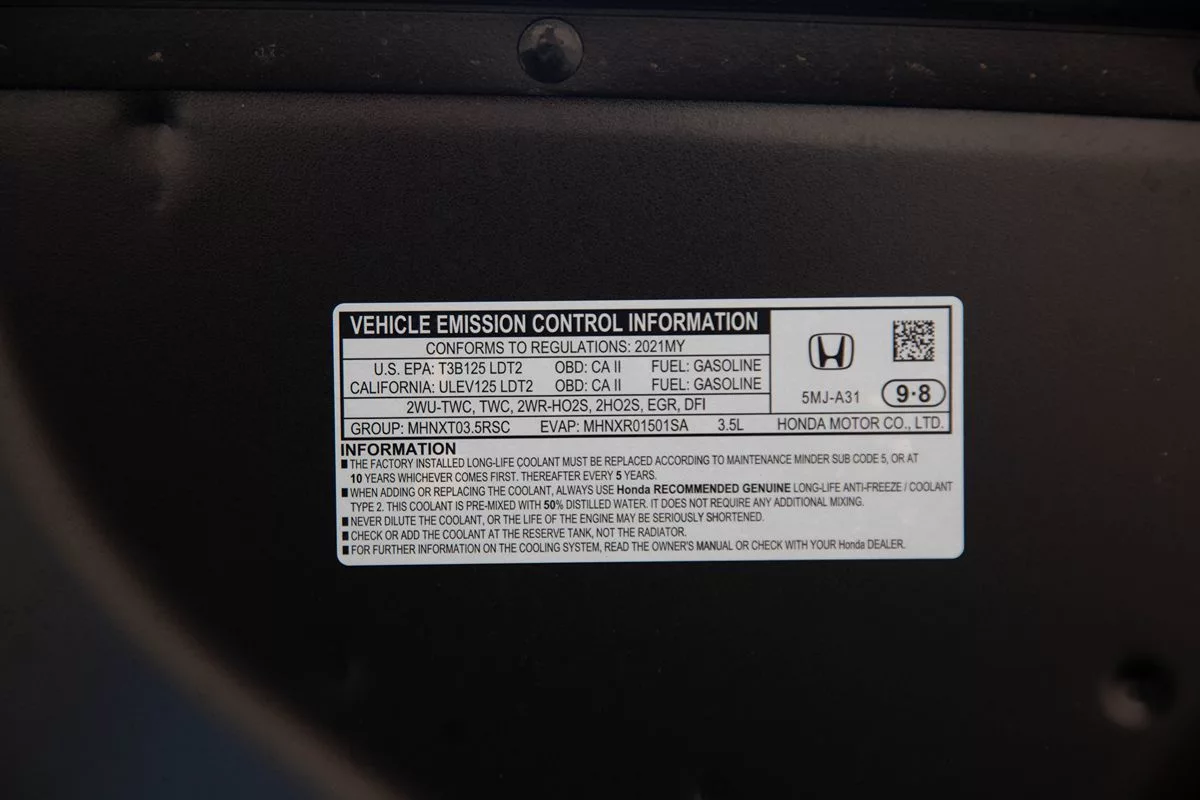 VEHICLE EMISSION CONTROL INFORMATION
CONFORMS TO REGULATIONS: 2021MY
U.S. EPA: T3B125 LDT2 OBD: CA II FUEL: GASOLINE
CALIFORNIA: ULEV125 LDT2 OBD: CA II FUEL: GASOLINE
2WU-TWC, TWC, 2WR-HO2S, 2HO2S, EGR, DFI
5MJ-A31 9·8
GROUP: MHNXT03.5RSC EVAP: MHNXR01501SA 3.5L HONDA MOTOR CO., LTD.
INFORMATION
■ THE FACTORY INSTALLED LONG-LIFE COOLANT MUST BE REPLACED ACCORDING TO MAINTENANCE MINDER SUB CODE 5, OR AT
10 YEARS WHICHEVER COMES FIRST. THEREAFTER EVERY 5 YEARS.
■ WHEN ADDING OR REPLACING THE COOLANT, ALWAYS USE Honda RECOMMENDED GENUINE LONG-LIFE ANTI-FREEZE / COOLANT
TYPE 2. THIS COOLANT IS PRE-MIXED WITH 50% DISTILLED WATER. IT DOES NOT REQUIRE ANY ADDITIONAL MIXING.
■ NEVER DILUTE THE COOLANT, OR THE LIFE OF THE ENGINE MAY BE SERIOUSLY SHORTENED.
■ CHECK OR ADD THE COOLANT AT THE RESERVE TANK, NOT THE RADIATOR.
■ FOR FURTHER INFORMATION ON THE COOLING SYSTEM, READ THE OWNER'S MANUAL OR CHECK WITH YOUR Honda DEALER.